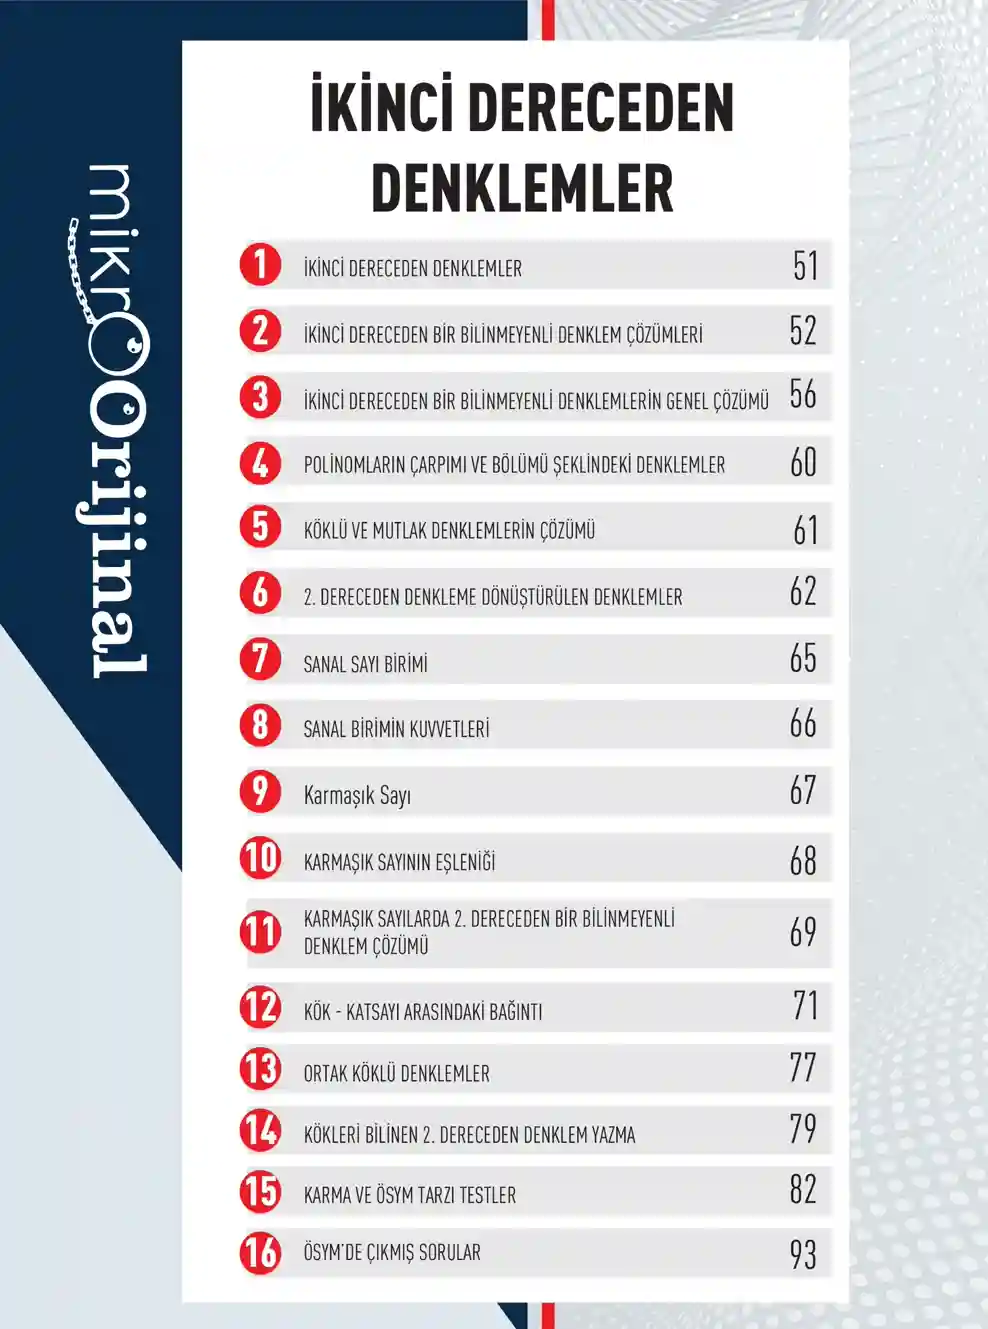 İKİNCİ DERECEDEN
DENKLEMLER
mikro Orijinal
1 İKİNCİ DERECEDEN DENKLEMLER 51
2 İKİNCİ DERECEDEN BİR BİLİNMEYENLİ DENKLEM ÇÖZÜMLERİ 52
3 İKİNCİ DERECEDEN BİR BİLİNMEYENLİ DENKLEMLERİN GENEL ÇÖZÜMÜ 56
4 POLİNOMLARIN ÇARPIMI VE BÖLÜMÜ ŞEKLİNDEKİ DENKLEMLER 60
5 KÖKLÜ VE MUTLAK DENKLEMLERİN ÇÖZÜMÜ 61
6 2. DERECEDEN DENKLEME DÖNÜŞTÜRÜLEN DENKLEMLER 62
7 SANAL SAYI BİRİMİ 65
8 SANAL BİRİMİN KUVVETLERİ 66
9 Karmaşık Sayı 67
10 KARMAŞIK SAYININ EŞLENİĞİ 68
11 KARMAŞIK SAYILARDA 2. DERECEDEN BİR BİLİNMEYENLİ
DENKLEM ÇÖZÜMÜ 69
12 KÖK - KATSAYI ARASINDAKİ BAĞINTI 71
13 ORTAK KÖKLÜ DENKLEMLER 77
14 KÖKLERİ BİLİNEN 2. DERECEDEN DENKLEM YAZMA 79
15 KARMA VE ÖSYM TARZI TESTLER 82
16 ÖSYM'DE ÇIKMIŞ SORULAR 93